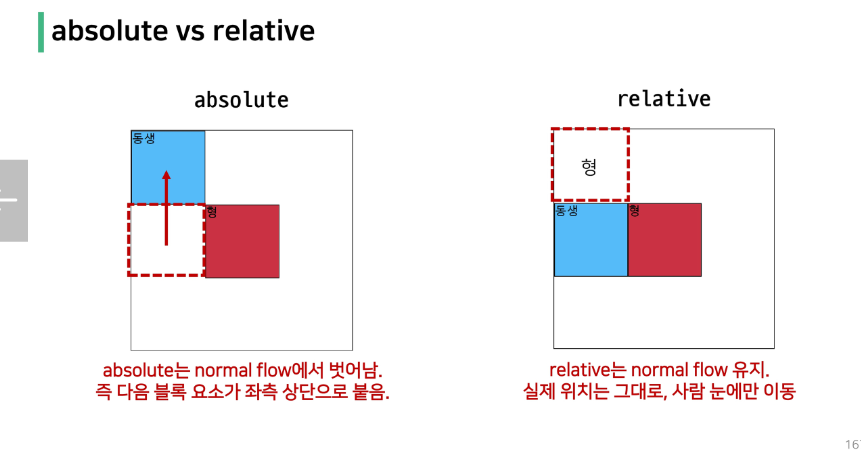 absolute vs relative
absolute
동생
형
absolute는 normal flow에서 벗어남.
즉 다음 블록 요소가 좌측 상단으로 붙음.
relative
형
동생
형
relative는 normal flow 유지.
실제 위치는 그대로, 사람 눈에만 이동